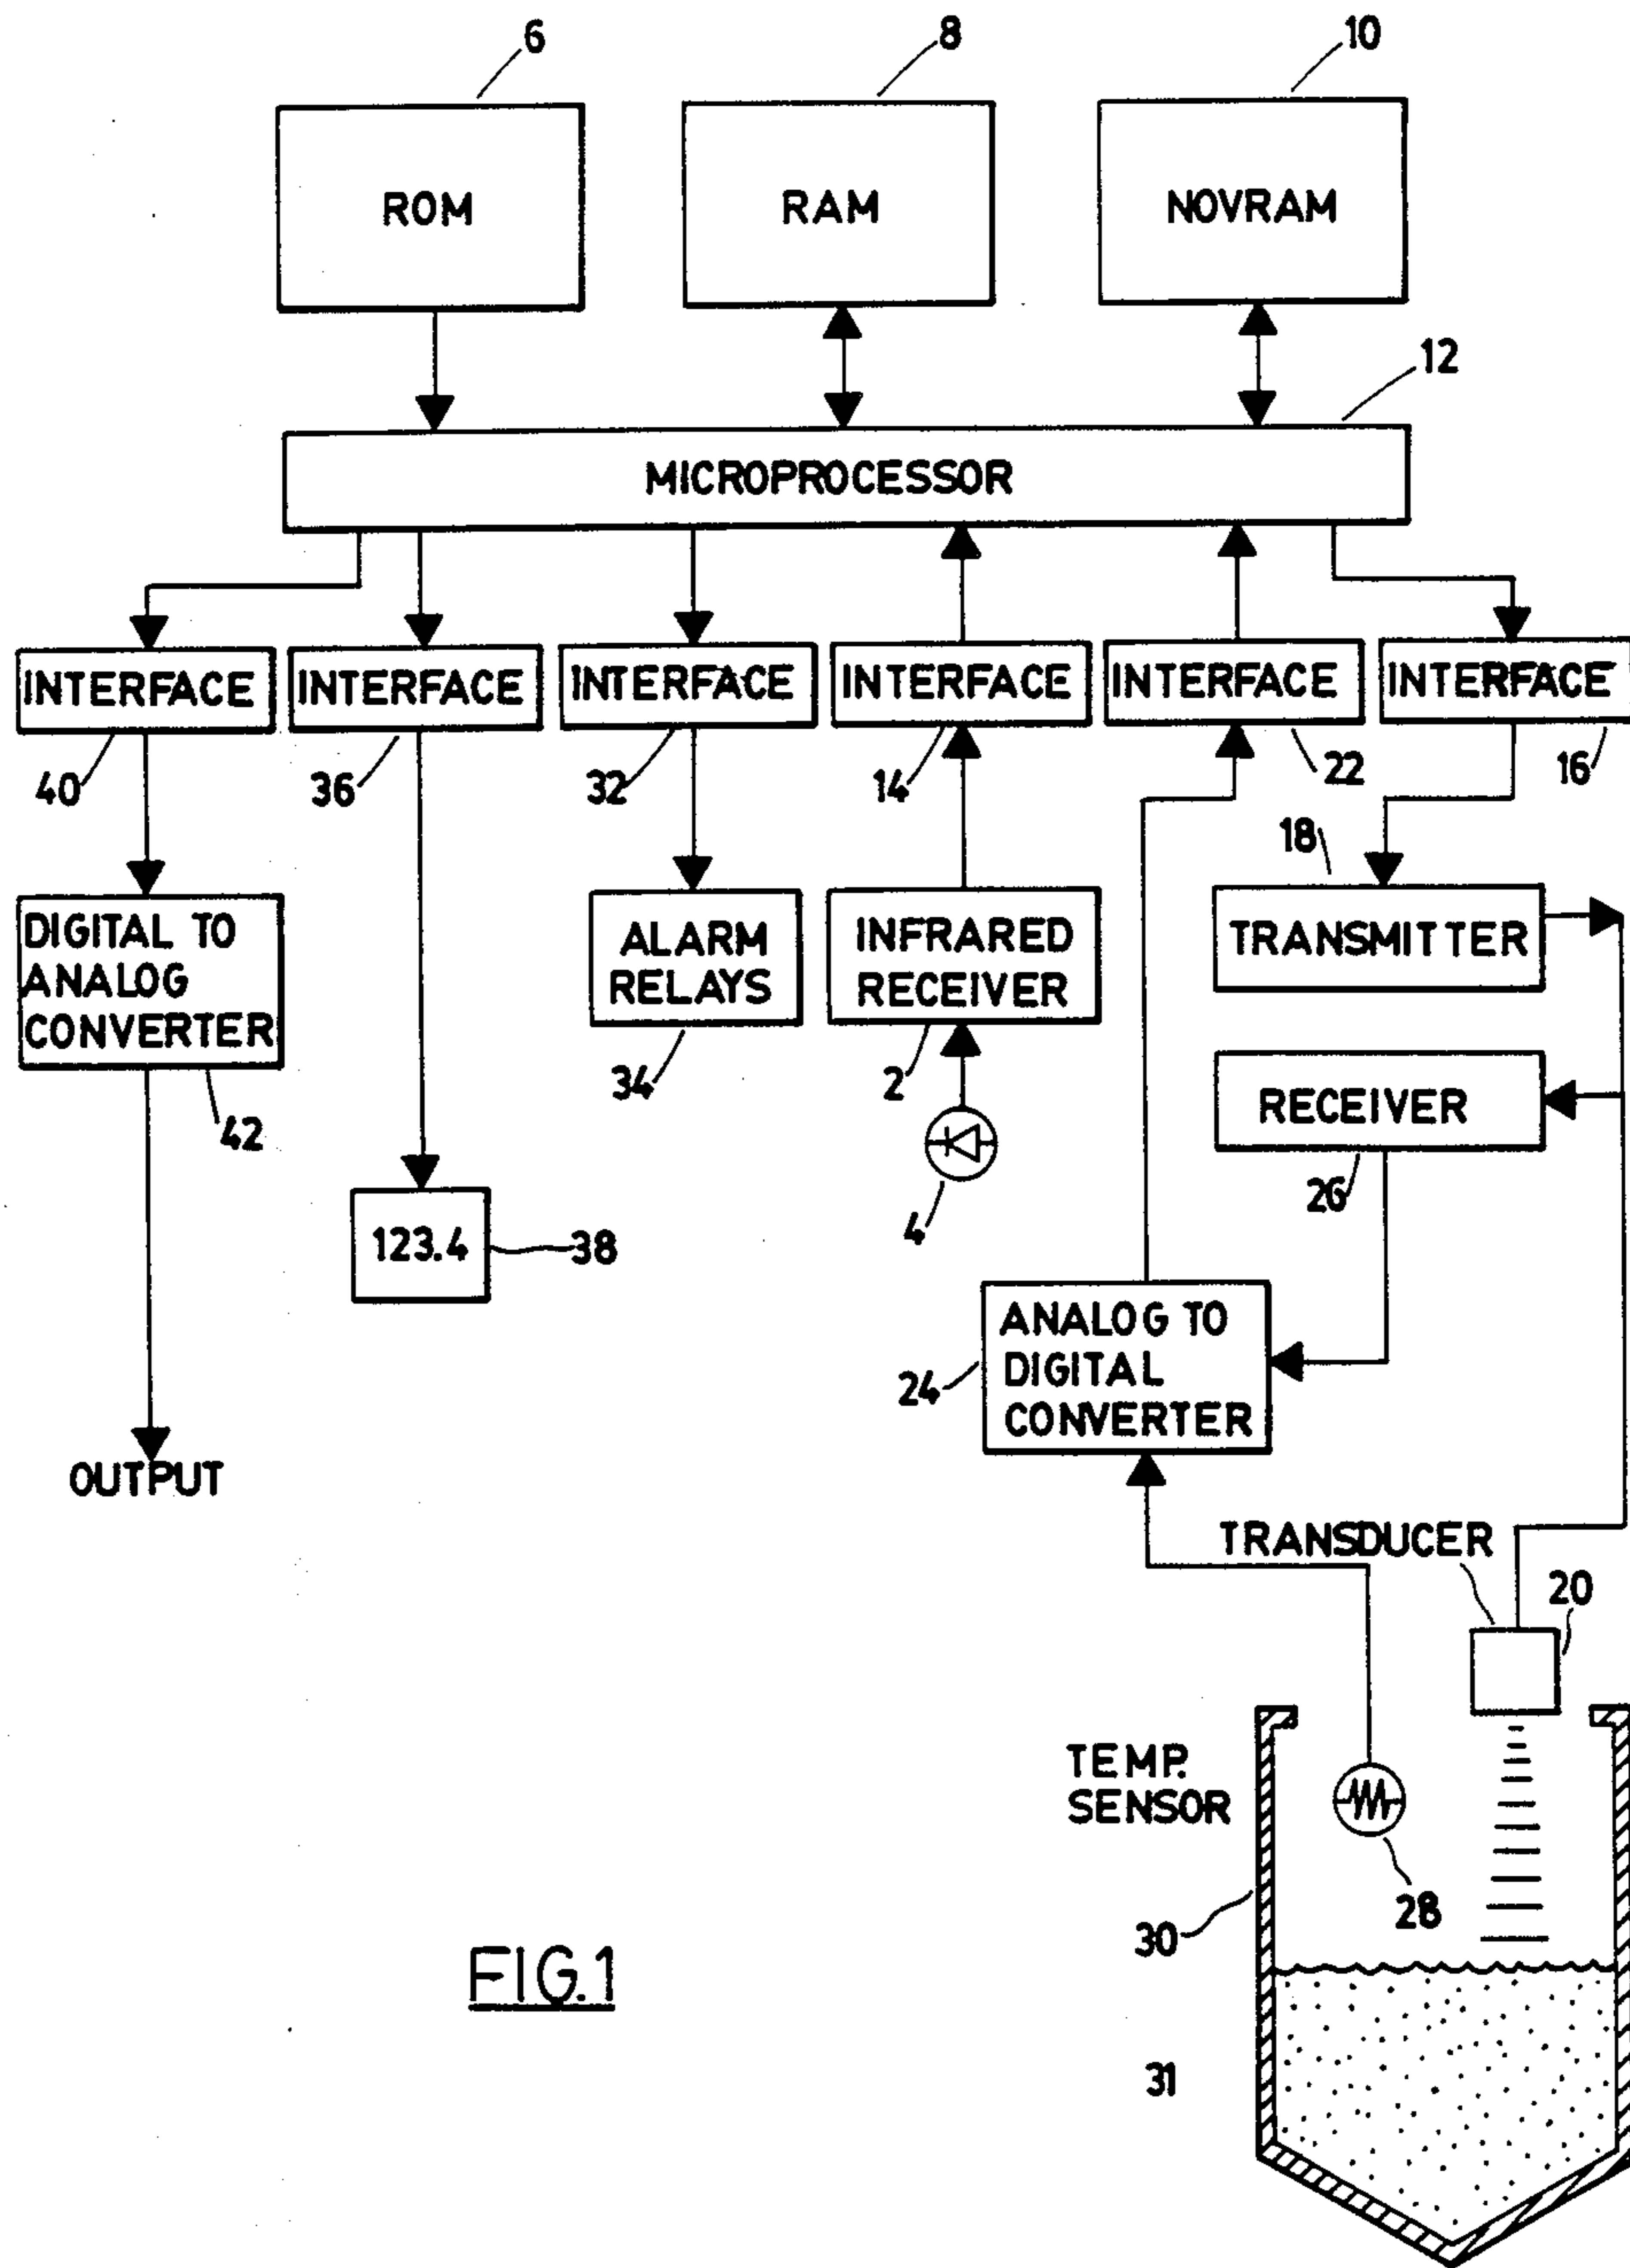 6
8
10
ROM
RAM
NOVRAM
12
MICROPROCESSOR
INTERFACE
INTERFACE
INTERFACE
INTERFACE
INTERFACE
INTERFACE
40
36
32
14
22
16
18
DIGITAL TO
ANALOG
CONVERTER
ALARM
RELAYS
INFRARED
RECEIVER
TRANSMITTER
42
34
2
RECEIVER
26
4
123.4
38
24
ANALOG TO
DIGITAL
CONVERTER
OUTPUT
TRANSDUCER
20
TEMP.
SENSOR
28
30
FIG.1
31